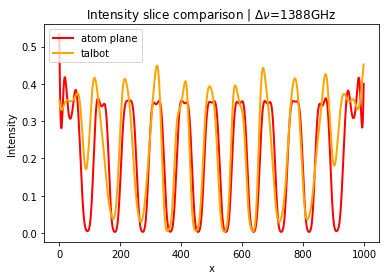 Intensity slice comparison | Δν=1388GHz
atom plane
talbot
Intensity
0.5
0.4
0.3
0.2
0.1
0.0
0 200 400 600 800 1000
x